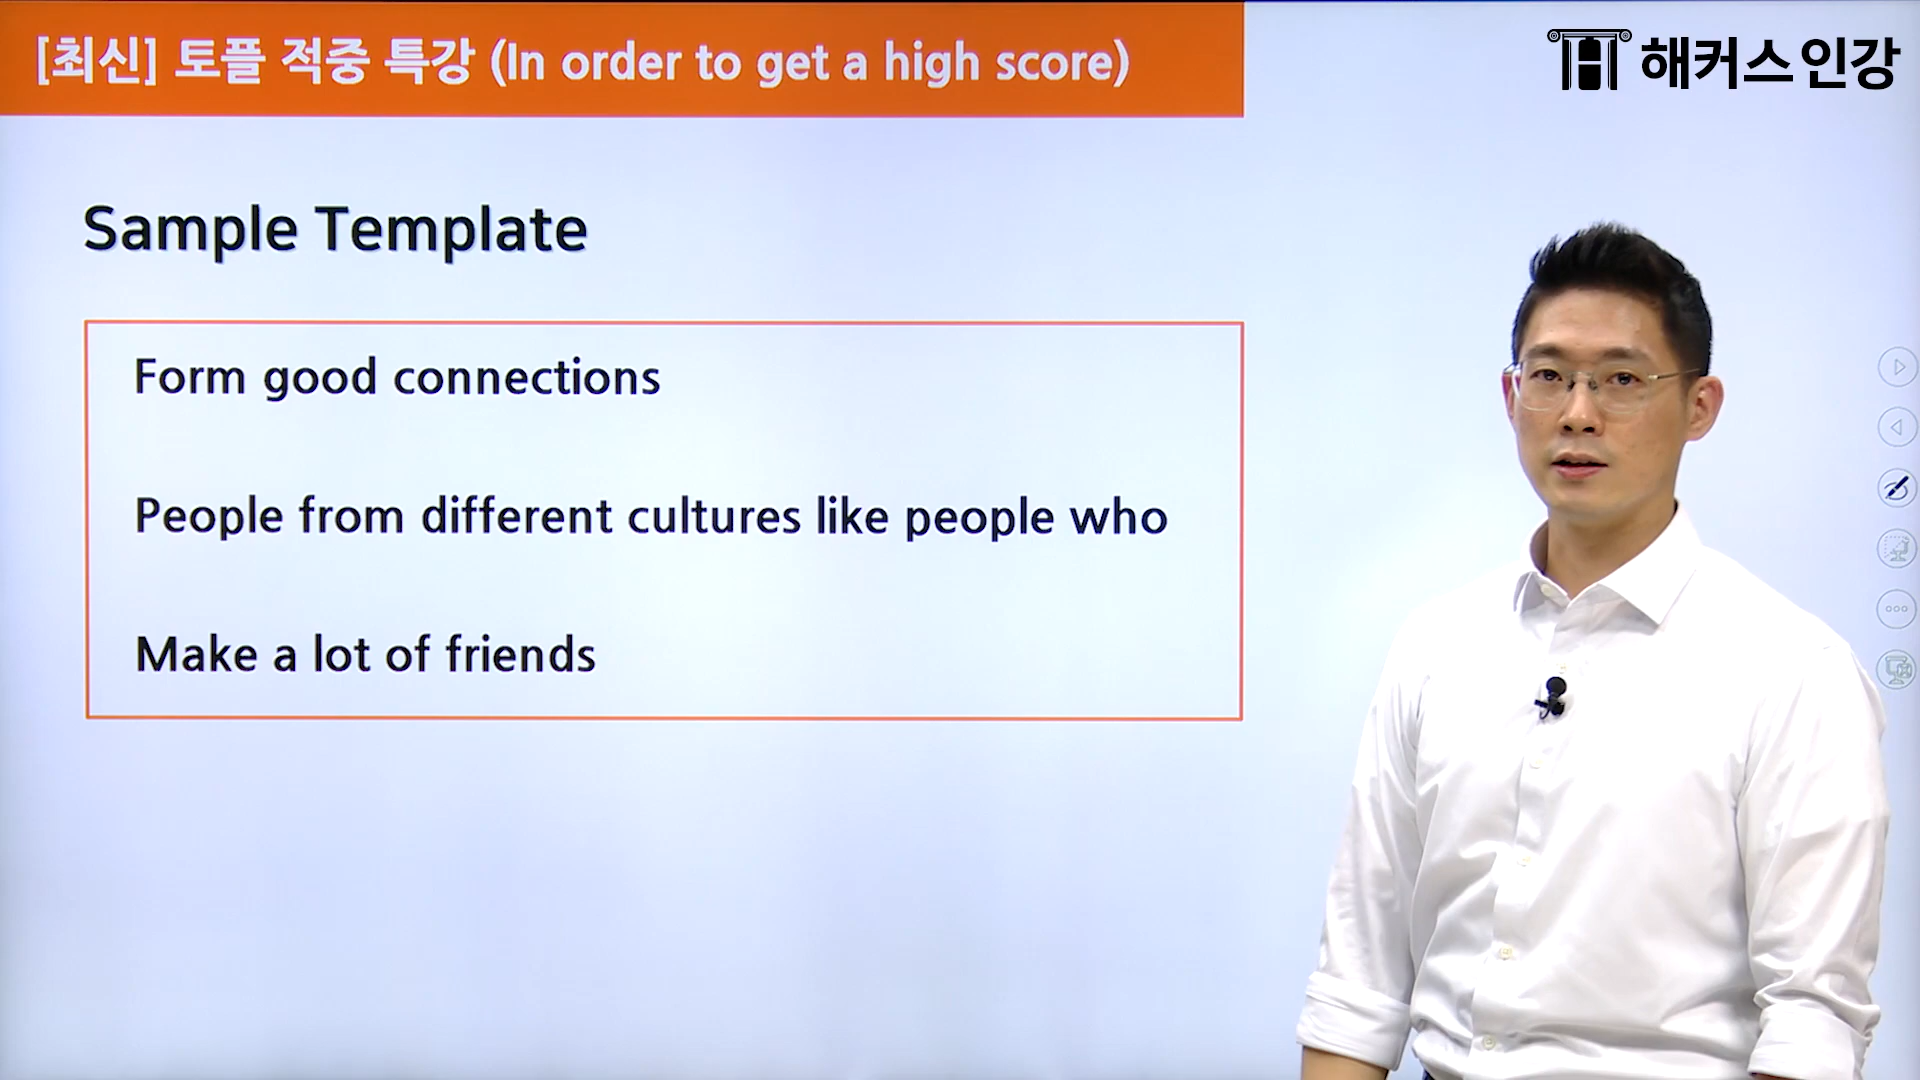 [최신] 토플 적중 특강 (In order to get a high score)
해커스인강
Sample Template
Form good connections
People from different cultures like people who
Make a lot of friends